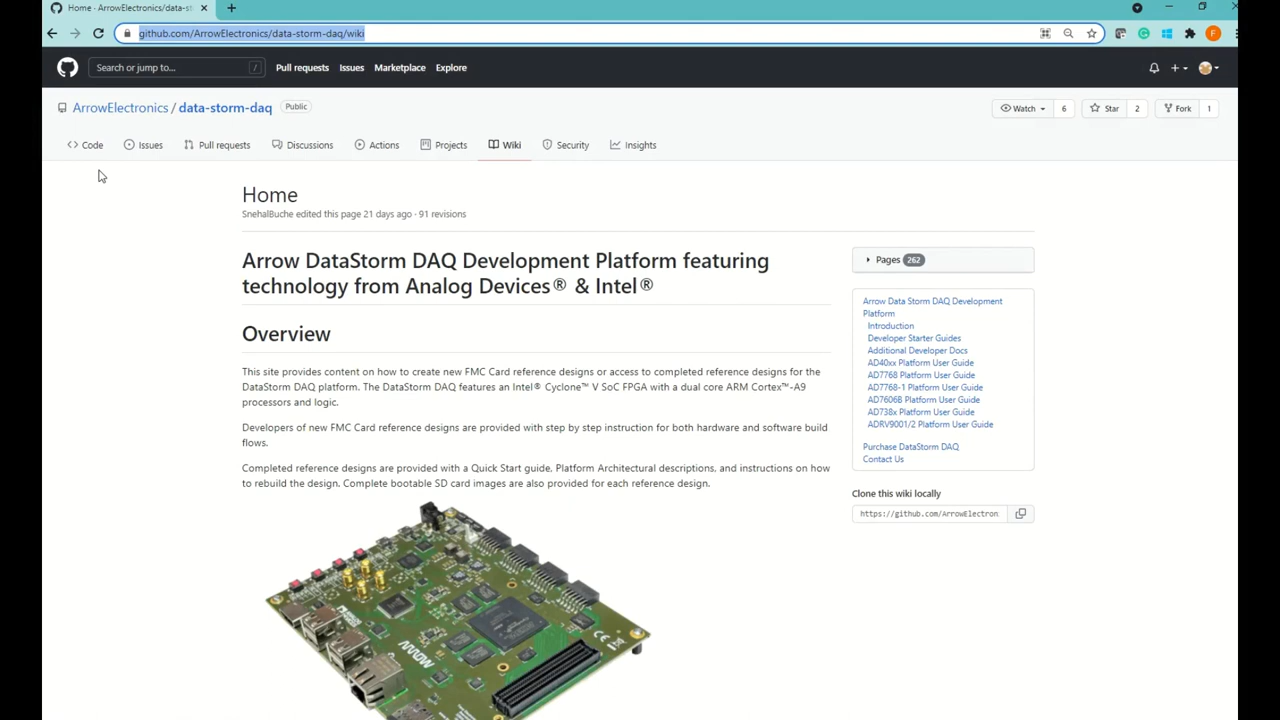 Home · ArrowElectronics/data-st
github.com/ArrowElectronics/data-storm-daq/wiki
F
Search or jump to...
/
Pull requests
Issues
Marketplace
Explore
ArrowElectronics / data-storm-daq
Public
Watch
6
Star
2
Fork
1
Code
Issues
Pull requests
Discussions
Actions
Projects
Wiki
Security
Insights
Home
SnehalBuche edited this page 21 days ago · 91 revisions
Arrow DataStorm DAQ Development Platform featuring
technology from Analog Devices® & Intel®
Overview
This site provides content on how to create new FMC Card reference designs or access to completed reference designs for the
DataStorm DAQ platform. The DataStorm DAQ features an Intel® Cyclone™ V SoC FPGA with a dual core ARM Cortex™-A9
processors and logic.
Developers of new FMC Card reference designs are provided with step by step instruction for both hardware and software build
flows.
Completed reference designs are provided with a Quick Start guide, Platform Architectural descriptions, and instructions on how
to rebuild the design. Complete bootable SD card images are also provided for each reference design.
ARROW
CE
Pages 262
Arrow Data Storm DAQ Development
Platform
Introduction
Developer Starter Guides
Additional Developer Docs
AD40xx Platform User Guide
AD7768 Platform User Guide
AD7768-1 Platform User Guide
AD7606B Platform User Guide
AD738x Platform User Guide
ADRV9001/2 Platform User Guide
Purchase DataStorm DAQ
Contact Us
Clone this wiki locally
https://github.com/ArrowElectron